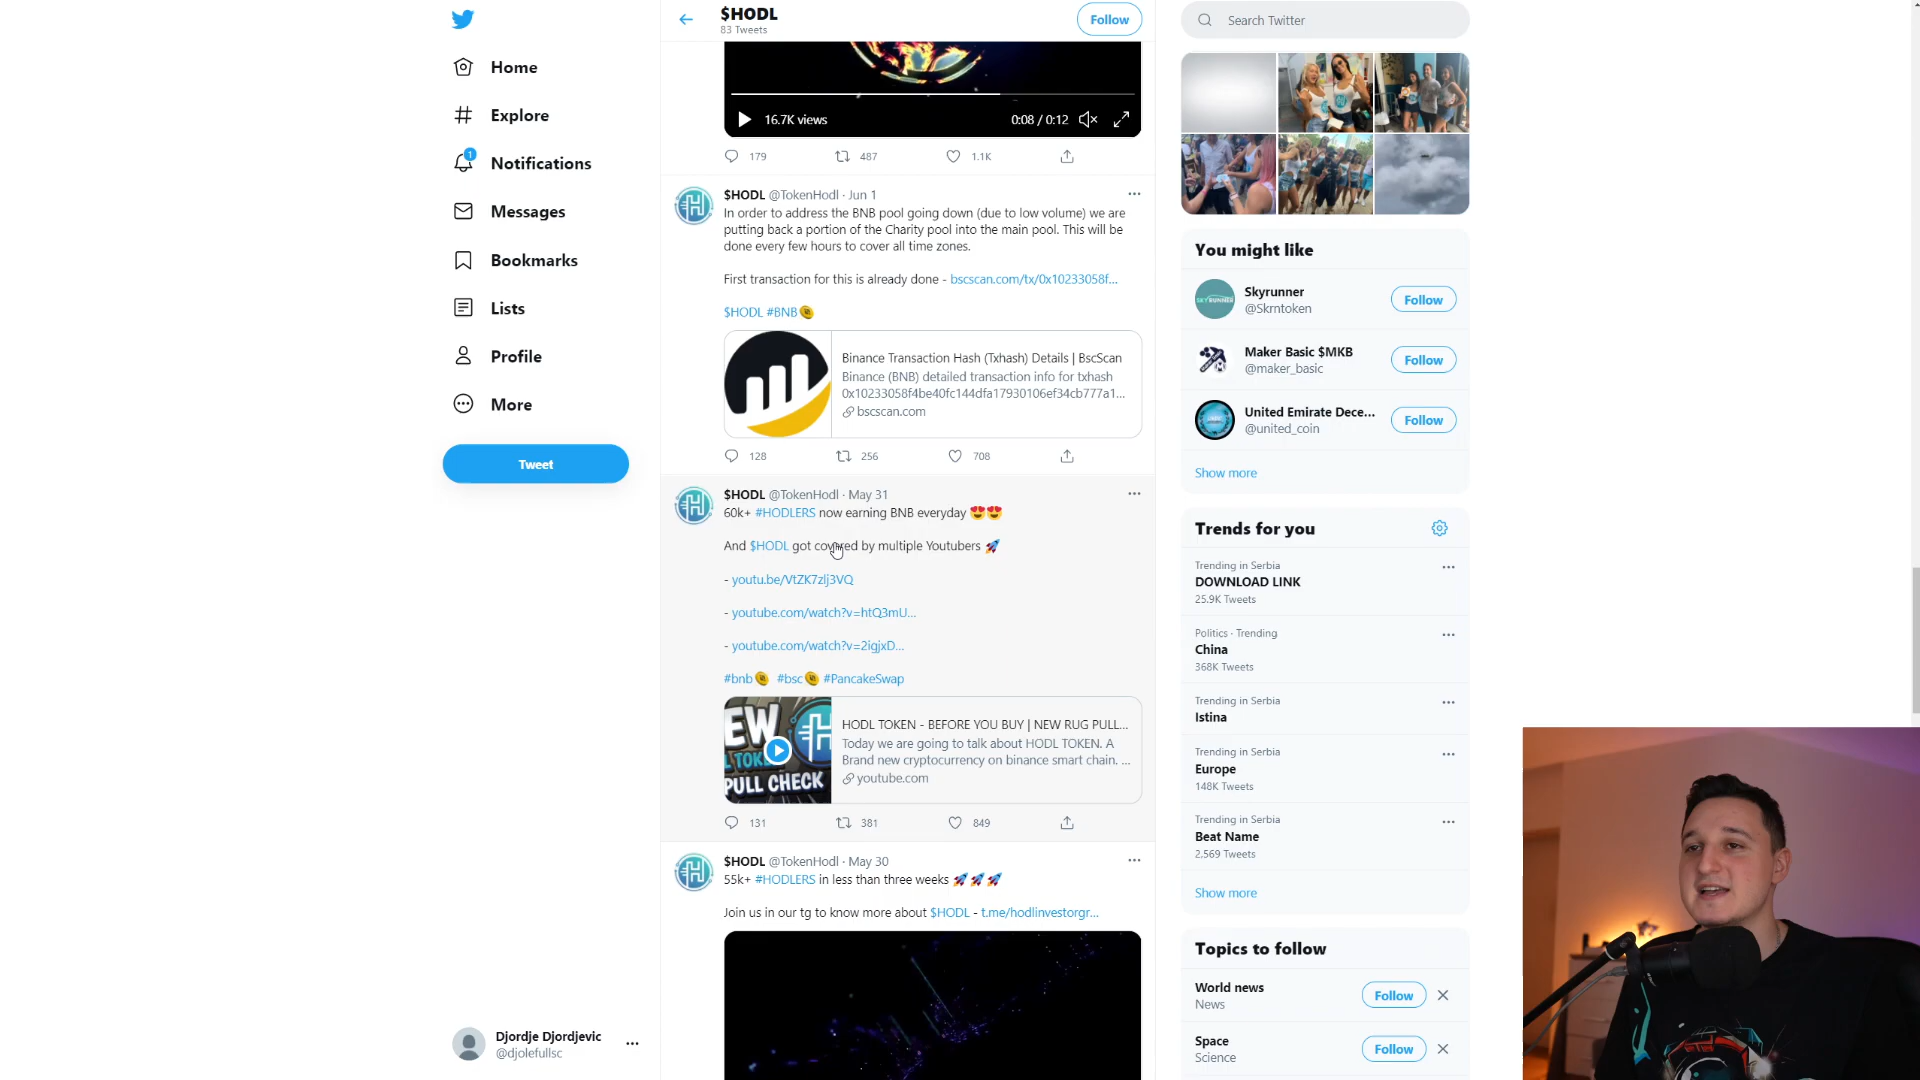 $HODL
83 Tweets
Follow
Search Twitter
Home
Explore
1
Notifications
Messages
Bookmarks
Lists
Profile
More
Tweet
16.7K views
0:08 / 0:12
179
487
1.1K
$HODL @TokenHodl · Jun 1
In order to address the BNB pool going down (due to low volume) we are
putting back a portion of the Charity pool into the main pool. This will be
done every few hours to cover all time zones.
First transaction for this is already done - bscscan.com/tx/0x10233058f...
$HODL #BNB
Binance Transaction Hash (Txhash) Details | BscScan
Binance (BNB) detailed transaction info for txhash
0x10233058f4be40fc144dfa17930106ef34cb777a1...
bscscan.com
128
256
708
$HODL @TokenHodl · May 31
60k+ #HODLERS now earning BNB everyday 😍😍
And $HODL got covered by multiple Youtubers 🚀
- youtu.be/VtZK7zlj3VQ
- youtube.com/watch?v=htQ3mU...
- youtube.com/watch?v=2igjxD...
#bnb #bsc #PancakeSwap
EW
L TOK
PULL CHECK
HODL TOKEN - BEFORE YOU BUY | NEW RUG PULL...
Today we are going to talk about HODL TOKEN. A
Brand new cryptocurrency on binance smart chain. ...
youtube.com
131
381
849
$HODL @TokenHodl · May 30
55k+ #HODLERS in less than three weeks 🚀🚀🚀
Join us in our tg to know more about $HODL - t.me/hodlinvestorgr...
You might like
SKYRUNNER
Skyrunner
@Skrntoken
Follow
Maker Basic $MKB
@maker_basic
Follow
United Emirate Dece...
@united_coin
Follow
Show more
Trends for you
Trending in Serbia
DOWNLOAD LINK
25.9K Tweets
Politics · Trending
China
368K Tweets
Trending in Serbia
Istina
Trending in Serbia
Europe
148K Tweets
Trending in Serbia
Beat Name
2,569 Tweets
Show more
Topics to follow
World news
News
Follow
Space
Science
Follow
Djordje Djordjevic
@djolefullsc